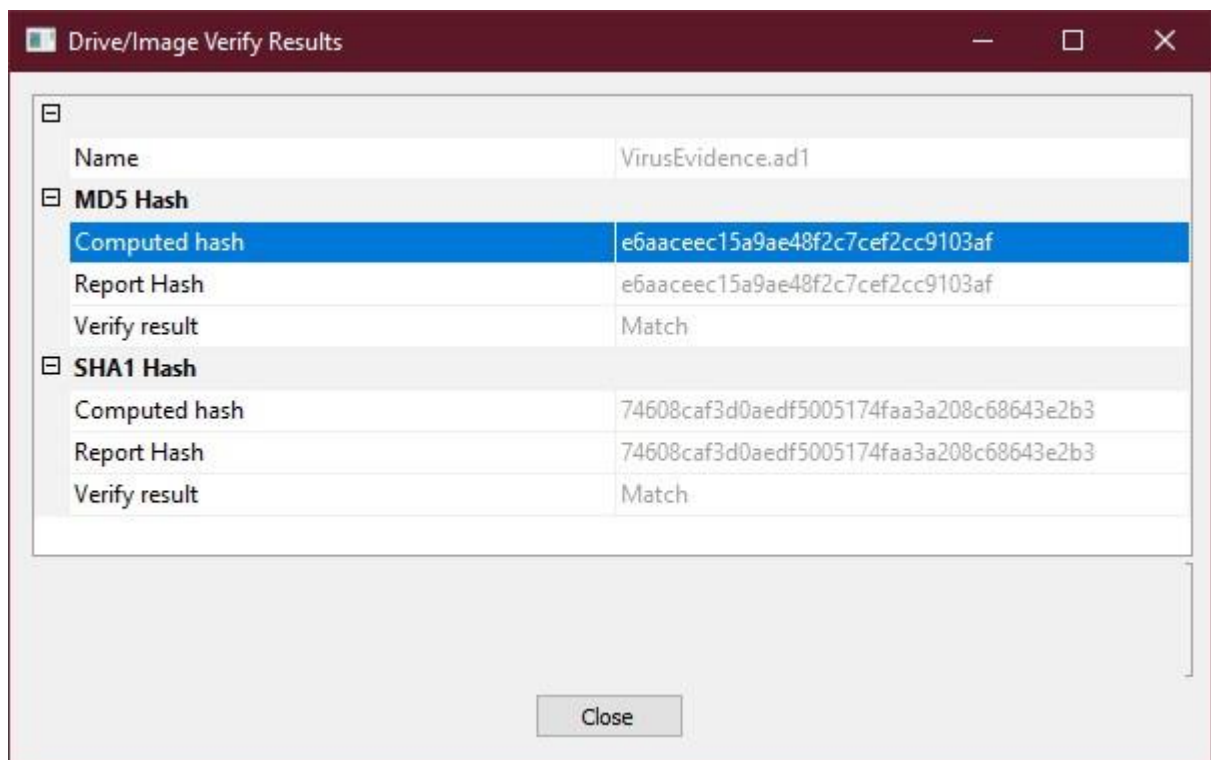 Drive/Image Verify Results
Name VirusEvidence.ad1
MD5 Hash
Computed hash e6aaceec15a9ae48f2c7cef2cc9103af
Report Hash e6aaceec15a9ae48f2c7cef2cc9103af
Verify result Match
SHA1 Hash
Computed hash 74608caf3d0aedf5005174faa3a208c68643e2b3
Report Hash 74608caf3d0aedf5005174faa3a208c68643e2b3
Verify result Match
Close